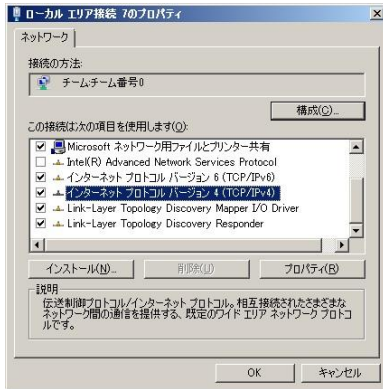 ローカル エリア接続 7のプロパティ
ネットワーク
接続の方法:
チーム:チーム番号0
構成(C)...
この接続は次の項目を使用します(O):
Microsoft ネットワーク用ファイルとプリンター共有
Intel(R) Advanced Network Services Protocol
インターネット プロトコル バージョン 6 (TCP/IPv6)
インターネット プロトコル バージョン 4 (TCP/IPv4)
Link-Layer Topology Discovery Mapper I/O Driver
Link-Layer Topology Discovery Responder
インストール(N)... 削除(U) プロパティ(R)
説明
伝送制御プロトコル/インターネット プロトコル。相互接続されたさまざまな
ネットワーク間の通信を提供する、既定のワイド エリア ネットワーク プロトコ
ルです。
OK キャンセル